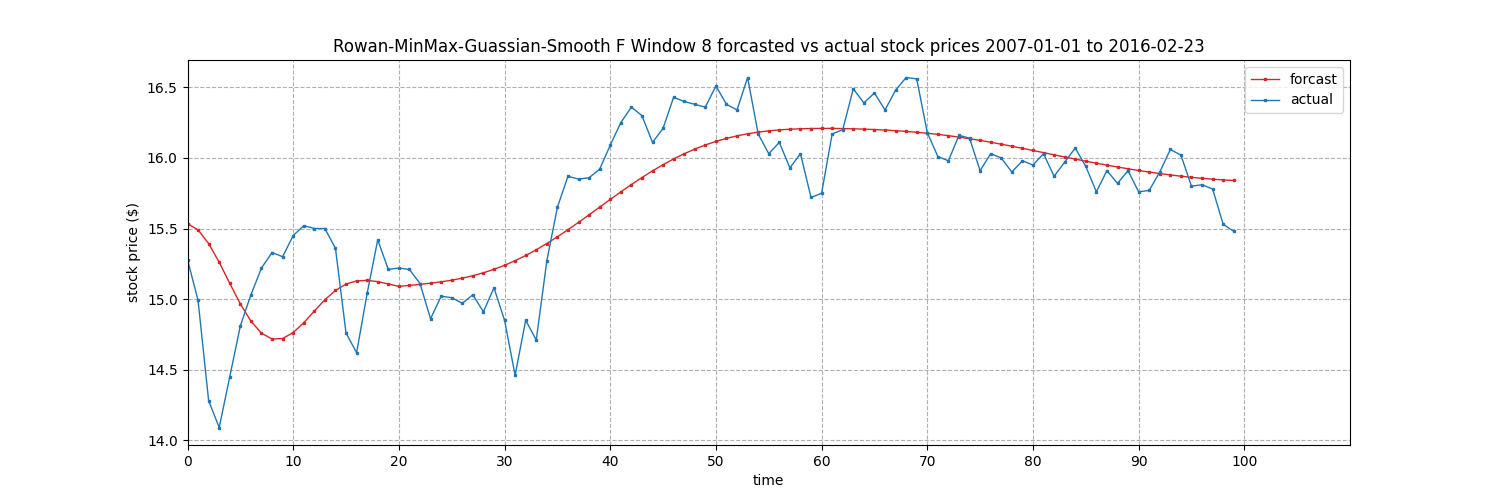 Rowan-MinMax-Guassian-Smooth F Window 8 forcasted vs actual stock prices 2007-01-01 to 2016-02-23
forcast
actual
stock price ($)
16.5
16.0
15.5
15.0
14.5
14.0
0 10 20 30 40 50 60 70 80 90 100
time